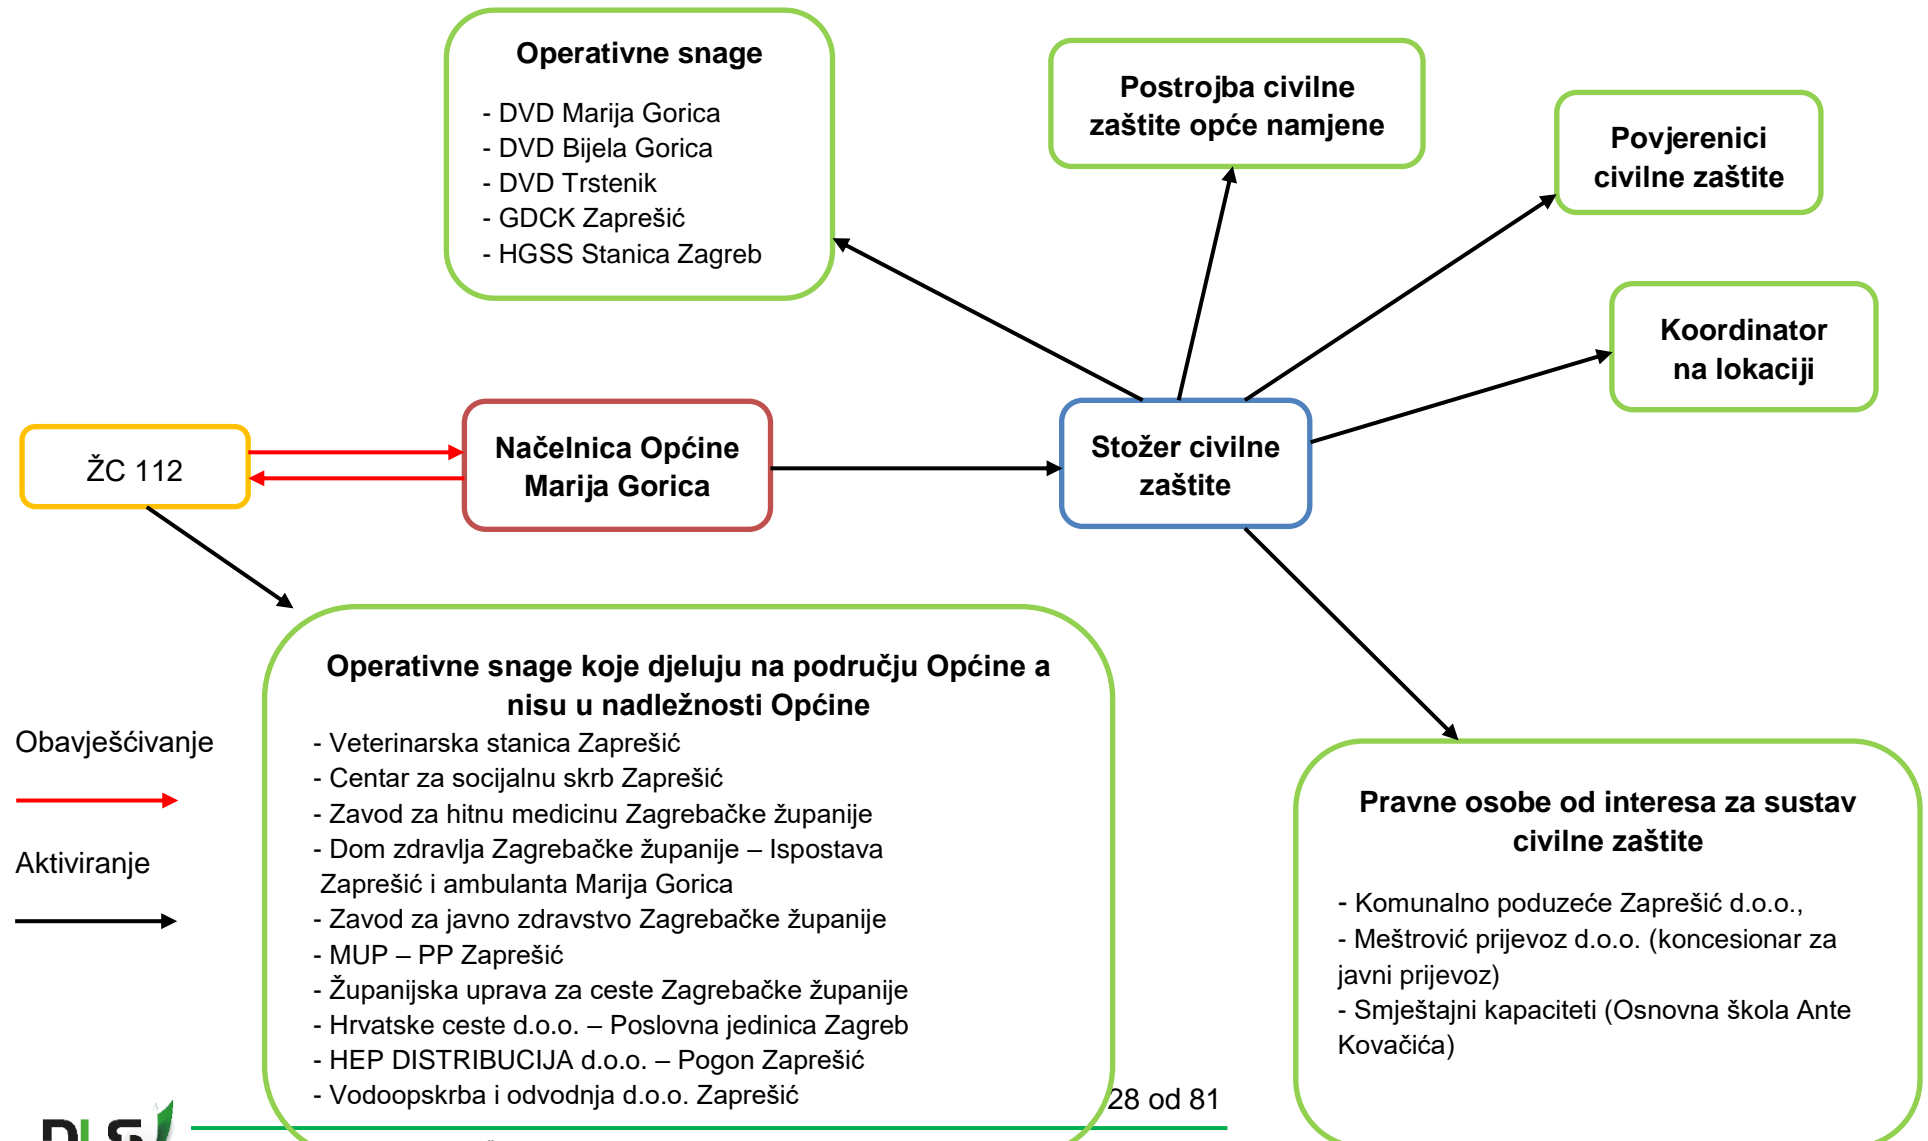 Operativne snage
- DVD Marija Gorica
- DVD Bijela Gorica
- DVD Trstenik
- GDCK Zaprešić
- HGSS Stanica Zagreb
Postrojba civilne
zaštite opće namjene
Povjerenici
civilne zaštite
Koordinator
na lokaciji
ŽC 112
Načelnica Općine
Marija Gorica
Stožer civilne
zaštite
Operativne snage koje djeluju na području Općine a
nisu u nadležnosti Općine
- Veterinarska stanica Zaprešić
- Centar za socijalnu skrb Zaprešić
- Zavod za hitnu medicinu Zagrebačke županije
- Dom zdravlja Zagrebačke županije – Ispostava
Zaprešić i ambulanta Marija Gorica
- Zavod za javno zdravstvo Zagrebačke županije
- MUP – PP Zaprešić
- Županijska uprava za ceste Zagrebačke županije
- Hrvatske ceste d.o.o. – Poslovna jedinica Zagreb
- HEP DISTRIBUCIJA d.o.o. – Pogon Zaprešić
- Vodoopskrba i odvodnja d.o.o. Zaprešić
Obavješćivanje
Aktiviranje
Pravne osobe od interesa za sustav
civilne zaštite
- Komunalno poduzeće Zaprešić d.o.o.,
- Meštrović prijevoz d.o.o. (koncesionar za
javni prijevoz)
- Smještajni kapaciteti (Osnovna škola Ante
Kovačića)
28 od 81